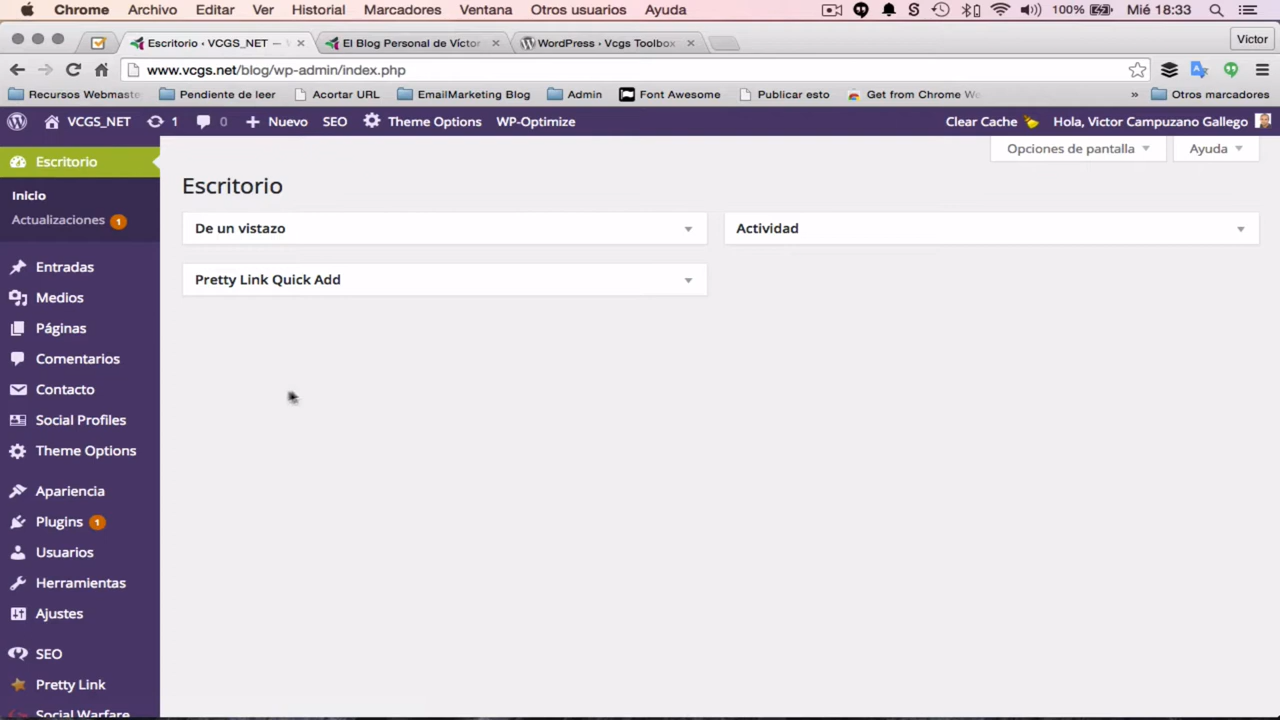 Chrome Archivo Editar Ver Historial Marcadores Ventana Otros usuarios Ayuda 100% Mié 18:33
Escritorio ‹ VCGS_NET — W El Blog Personal de Víctor WordPress › Vcgs Toolbox Victor
www.vcgs.net/blog/wp-admin/index.php
Recursos Webmaste Pendiente de leer Acortar URL EmailMarketing Blog Admin Font Awesome Publicar esto Get from Chrome We » Otros marcadores
VCGS_NET 1 0 Nuevo SEO Theme Options WP-Optimize Clear Cache Hola, Victor Campuzano Gallego
Escritorio
Opciones de pantalla Ayuda
Inicio
Actualizaciones 1
Entradas
Medios
Páginas
Comentarios
Contacto
Social Profiles
Theme Options
Apariencia
Plugins 1
Usuarios
Herramientas
Ajustes
SEO
Pretty Link
Social Warfare
Escritorio
De un vistazo
Actividad
Pretty Link Quick Add